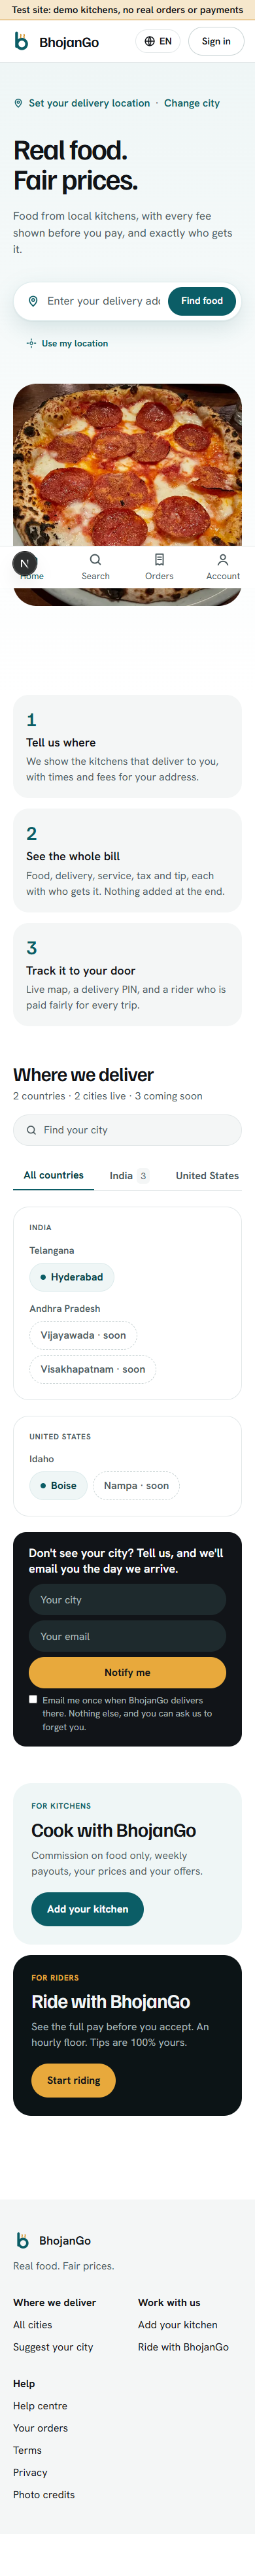 Test site: demo kitchens, no real orders or payments
BhojanGo
EN
Sign in
Set your delivery location · Change city
Real food.
Fair prices.
Food from local kitchens, with every fee
shown before you pay, and exactly who gets
it.
Enter your delivery add
Find food
Use my location
N
Home
Search
Orders
Account
1
Tell us where
We show the kitchens that deliver to you,
with times and fees for your address.
2
See the whole bill
Food, delivery, service, tax and tip, each
with who gets it. Nothing added at the end.
3
Track it to your door
Live map, a delivery PIN, and a rider who is
paid fairly for every trip.
Where we deliver
2 countries · 2 cities live · 3 coming soon
Find your city
All countries
India 3
United States
INDIA
Telangana
Hyderabad
Andhra Pradesh
Vijayawada · soon
Visakhapatnam · soon
UNITED STATES
Idaho
Boise
Nampa · soon
Don't see your city? Tell us, and we'll
email you the day we arrive.
Your city
Your email
Notify me
Email me once when BhojanGo delivers
there. Nothing else, and you can ask us to
forget you.
FOR KITCHENS
Cook with BhojanGo
Commission on food only, weekly
payouts, your prices and your offers.
Add your kitchen
FOR RIDERS
Ride with BhojanGo
See the full pay before you accept. An
hourly floor. Tips are 100% yours.
Start riding
BhojanGo
Real food. Fair prices.
Where we deliver
All cities
Suggest your city
Work with us
Add your kitchen
Ride with BhojanGo
Help
Help centre
Your orders
Terms
Privacy
Photo credits